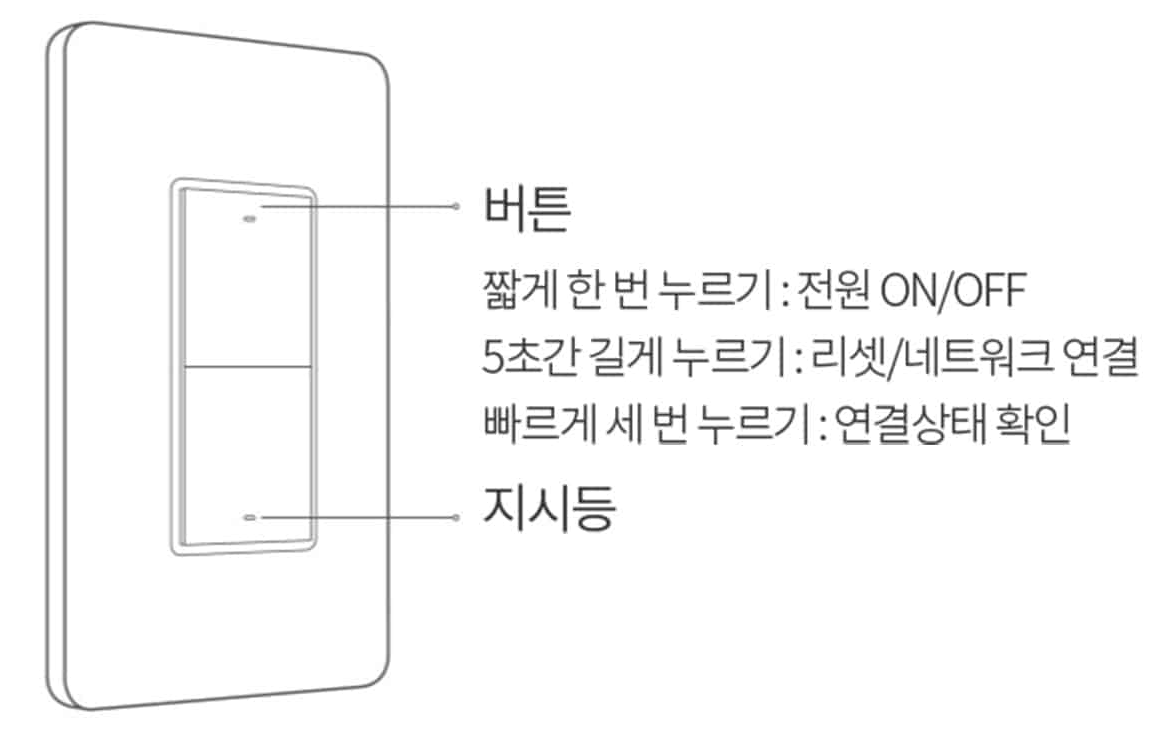 버튼
짧게 한 번 누르기 : 전원 ON/OFF
5초간 길게 누르기 : 리셋/네트워크 연결
빠르게 세 번 누르기 : 연결상태 확인
지시등